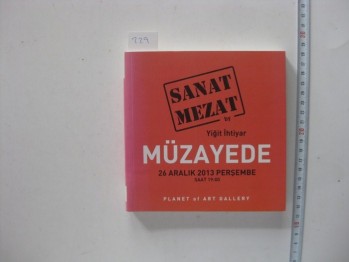 SANAT
MEZAT
by
Yiğit İhtiyar
MÜZAYEDE
26 ARALIK 2013 PERŞEMBE
SAAT 19:00
PLANET of ART GALLERY